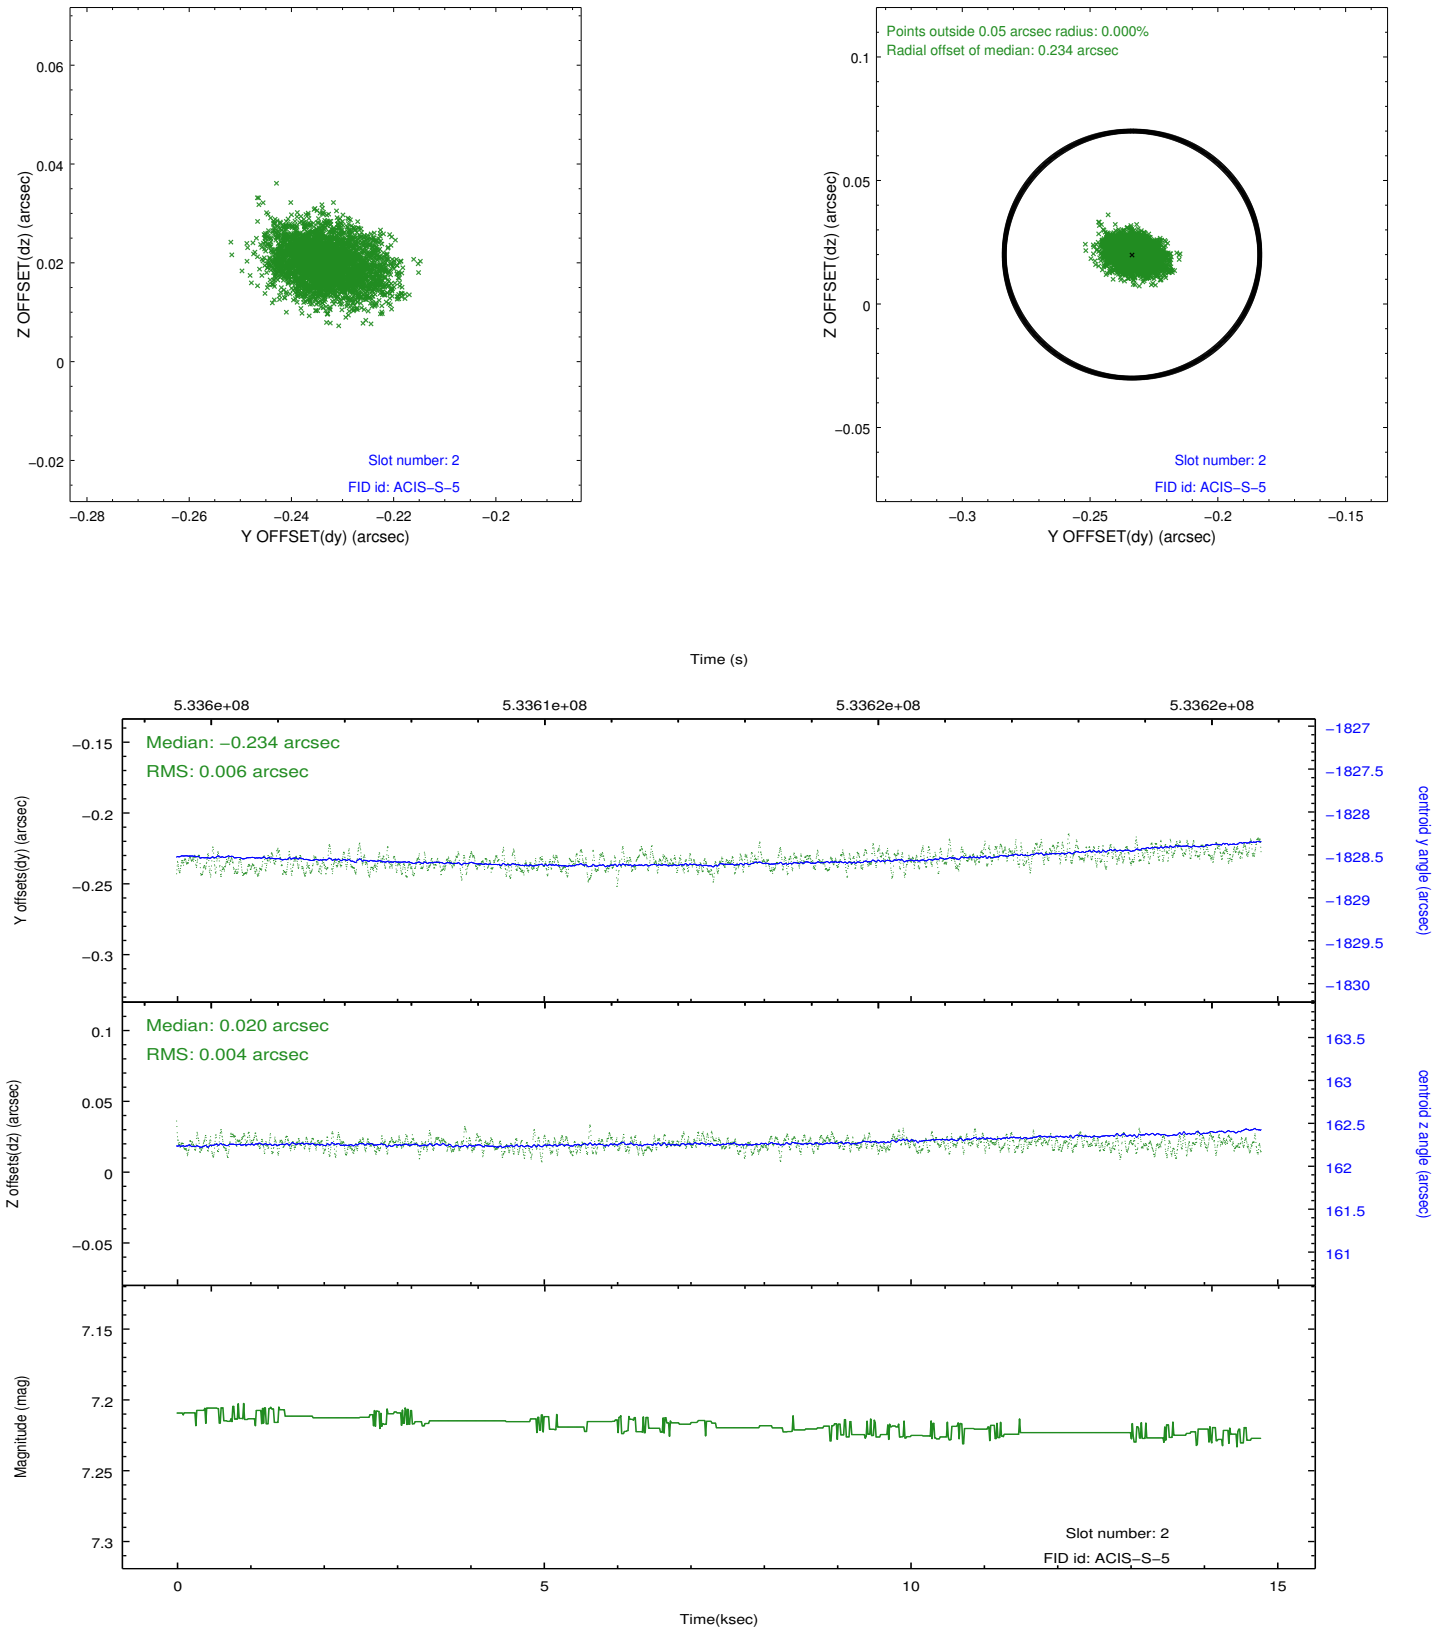 0.06
0.04
0.02
0
−0.02
Z OFFSET(dz) (arcsec)
Slot number: 2
FID id: ACIS−S−5
−0.28
−0.26
−0.24
−0.22
−0.2
Y OFFSET(dy) (arcsec)
Points outside 0.05 arcsec radius: 0.000%
Radial offset of median: 0.234 arcsec
0.1
0.05
0
−0.05
Z OFFSET(dz) (arcsec)
Slot number: 2
FID id: ACIS−S−5
−0.3
−0.25
−0.2
−0.15
Y OFFSET(dy) (arcsec)
Time (s)
5.336e+08
5.3361e+08
5.3362e+08
5.3362e+08
Median: −0.234 arcsec
RMS: 0.006 arcsec
−0.15
−0.2
−0.25
−0.3
Y offsets(dy) (arcsec)
−1827
−1827.5
−1828
−1828.5
−1829
−1829.5
−1830
centroid y angle (arcsec)
Median: 0.020 arcsec
RMS: 0.004 arcsec
0.1
0.05
0
−0.05
Z offsets(dz) (arcsec)
163.5
163
162.5
162
161.5
161
centroid z angle (arcsec)
7.15
7.2
7.25
7.3
Magnitude (mag)
Slot number: 2
FID id: ACIS−S−5
0
5
10
15
Time(ksec)